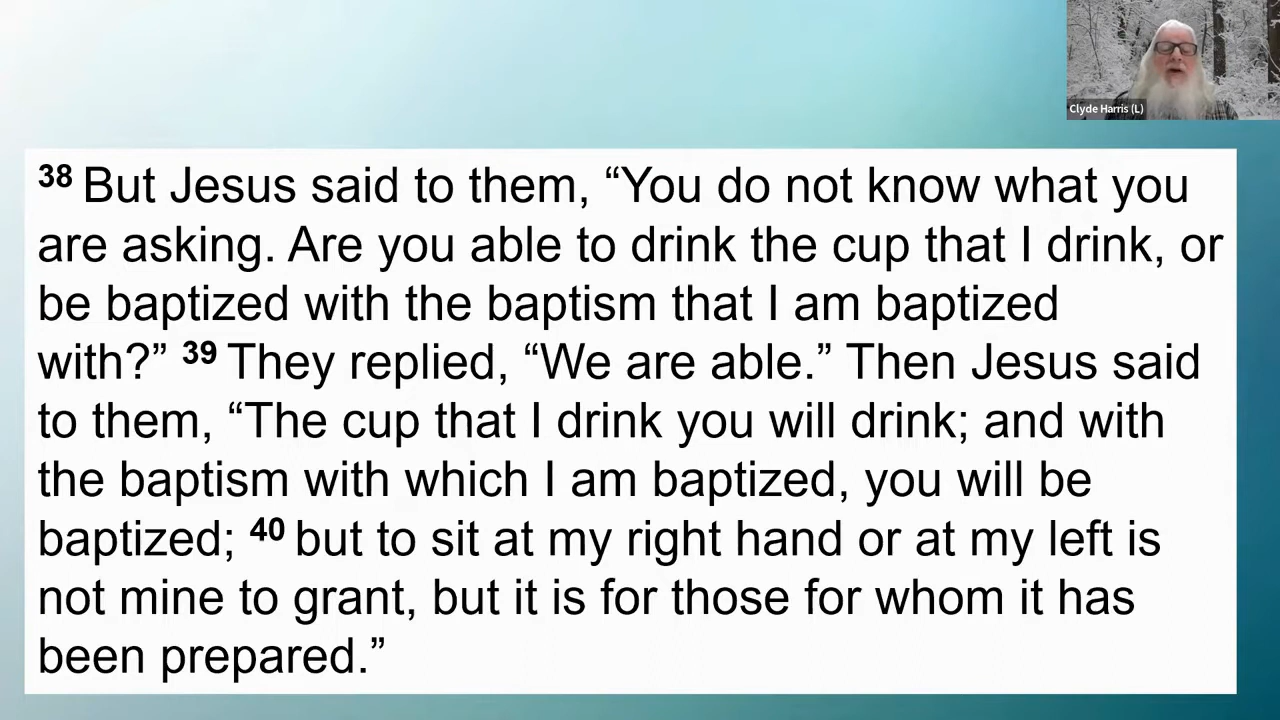 Clyde Harris (L)
38 But Jesus said to them, “You do not know what you
are asking. Are you able to drink the cup that I drink, or
be baptized with the baptism that I am baptized
with?” 39 They replied, “We are able.” Then Jesus said
to them, “The cup that I drink you will drink; and with
the baptism with which I am baptized, you will be
baptized; 40 but to sit at my right hand or at my left is
not mine to grant, but it is for those for whom it has
been prepared.”